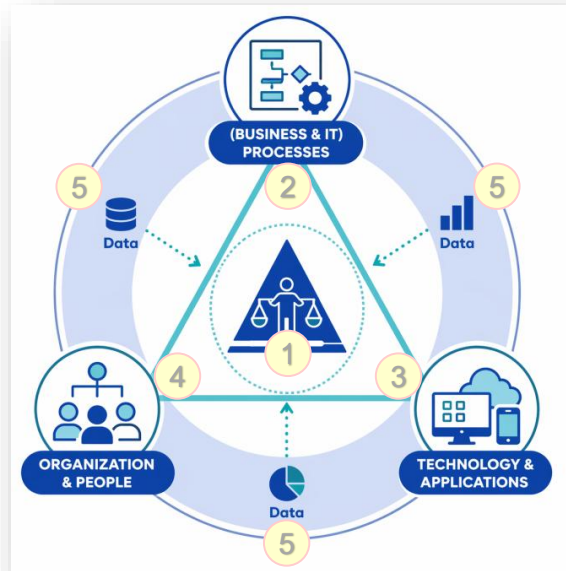 (BUSINESS & IT)
PROCESSES
2
5
Data
5
Data
1
4
3
ORGANIZATION
& PEOPLE
TECHNOLOGY &
APPLICATIONS
Data
5